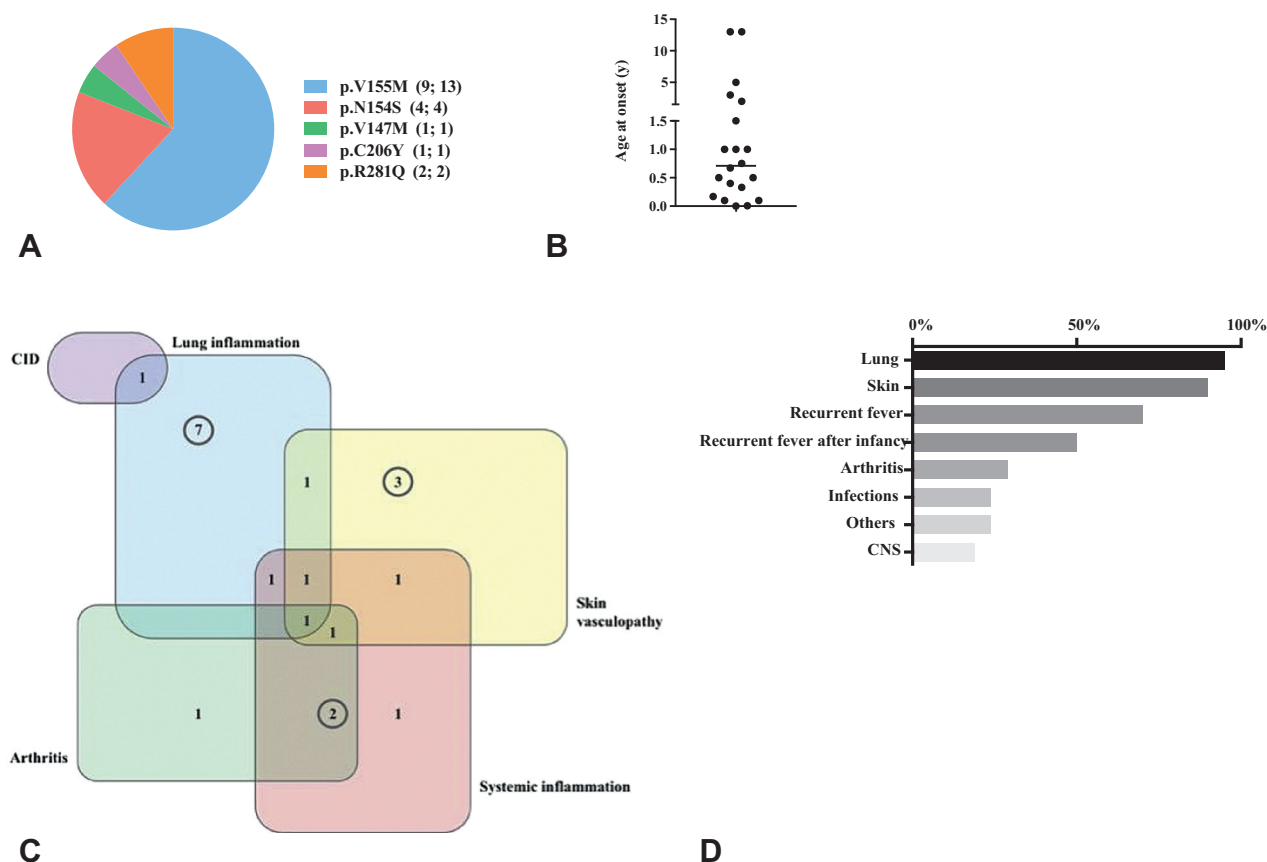 p.V155M (9; 13)
p.N154S (4; 4)
p.V147M (1; 1)
p.C206Y (1; 1)
p.R281Q (2; 2)
A
Age at onset (y)
15
10
5
1.5
1.0
0.5
0.0
B
CID
Lung inflammation
1
7
1
3
1
1
1
1
1
Skin
vasculopathy
1
2
1
Arthritis
Systemic inflammation
C
0%
50%
100%
Lung
Skin
Recurrent fever
Recurrent fever after infancy
Arthritis
Infections
Others
CNS
D